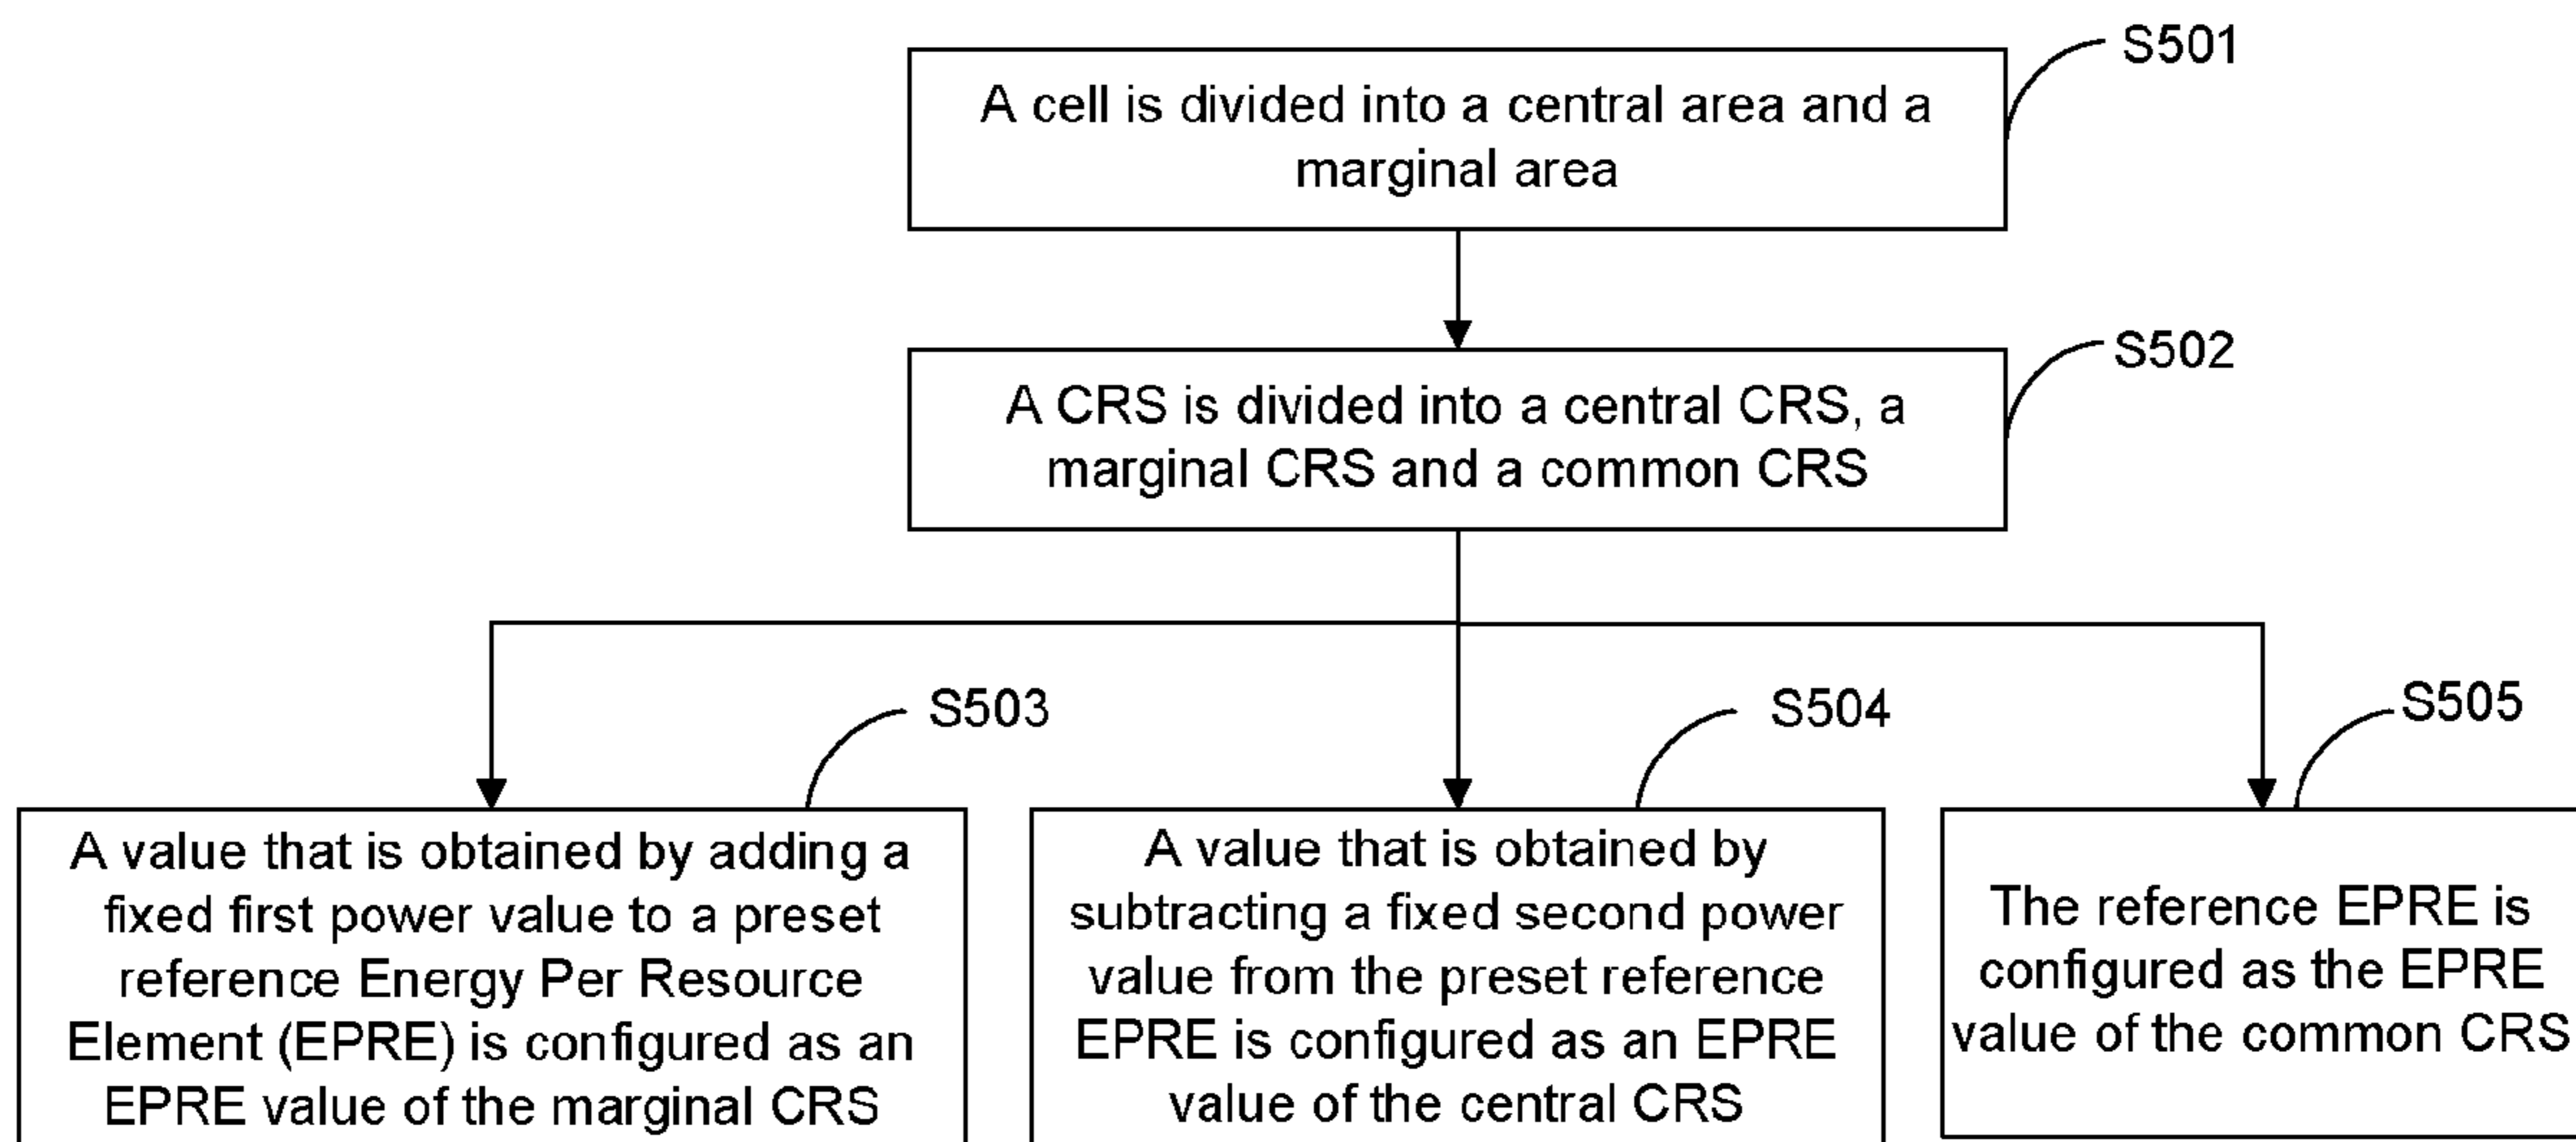 S501
A cell is divided into a central area and a
marginal area
S502
A CRS is divided into a central CRS, a
marginal CRS and a common CRS
S503
A value that is obtained by adding a
fixed first power value to a preset
reference Energy Per Resource
Element (EPRE) is configured as an
EPRE value of the marginal CRS
S504
A value that is obtained by
subtracting a fixed second power
value from the preset reference
EPRE is configured as an EPRE
value of the central CRS
S505
The reference EPRE is
configured as the EPRE
value of the common CRS